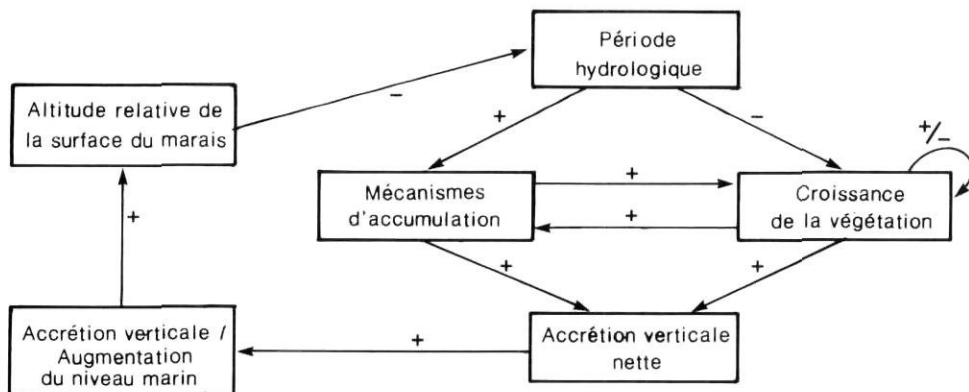 Période
hydrologique
Altitude relative de
la surface du marais
−
+
−
+/−
Mécanismes
d'accumulation
+
+
Croissance
de la végétation
+
+
+
Accrétion verticale /
Augmentation
du niveau marin
+
Accrétion verticale
nette